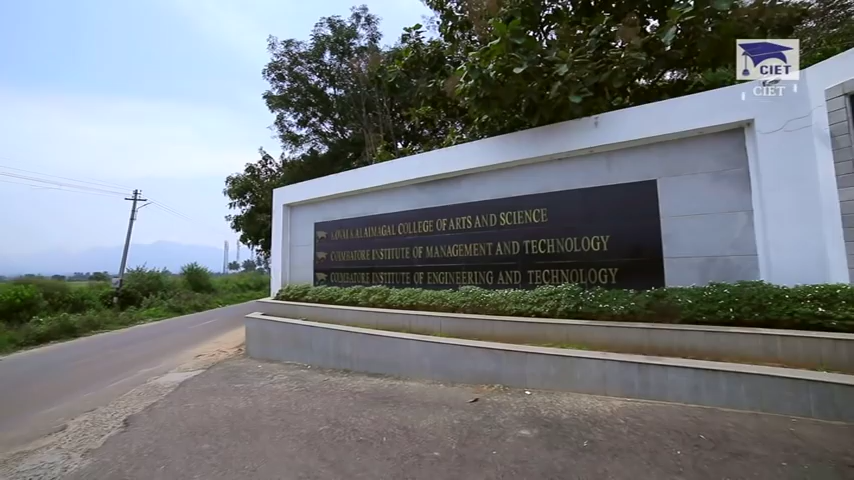 CIET
CIET
KALAIMAGAL COLLEGE OF ARTS AND SCIENCE
COIMBATORE INSTITUTE OF MANAGEMENT AND TECHNOLOGY
COIMBATORE INSTITUTE OF ENGINEERING AND TECHNOLOGY